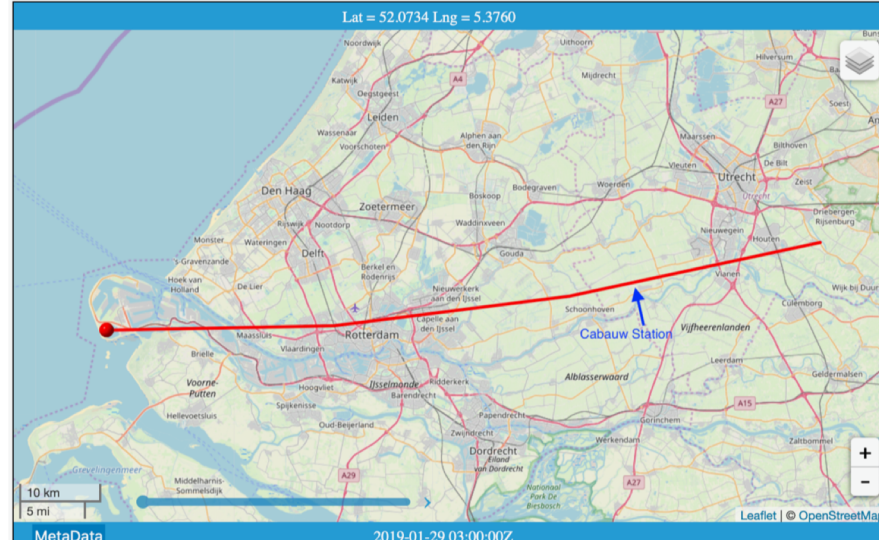 Lat = 52.0734 Lng = 5.3760
Noordwijk
Uithoorn
Hilversum
Katwijk
A4
Mijdrecht
Oegstgeest
A27
Soest
Leiden
Wassenaar
Voorschoten
Alphen aan
den Rijn
Maarssen
Bilthoven
De Bilt
Vleuten
Utrecht
Zeist
Den Haag
Bodegraven
Woerden
Utrecht
Zoetermeer
Boskoop
Driebergen
Rijsenburg
Rijswijk
Nootdorp
Waddinxveen
Nieuwegein
Houten
Monster
Wateringen
Delft
Gouda
's Gravenzande
Berkel en
Rodenrijs
Vianen
Hoek van
Holland
De Lier
Nieuwerkerk
aan den IJssel
Wijk bij Duur
Culemborg
Schoonhoven
Capelle aan
den IJssel
Cabauw Station
Vijfheerenlanden
Maassluis
Rotterdam
Vlaardingen
Brielle
Leerdam
Geldermalsen
Voorne-
Putten
Hoogvliet
IJsselmonde
Ridderkerk
Barendrecht
Alblasserwaard
A15
Spijkenisse
Hellevoetsluis
Papendrecht
Gorinchem
Oud-Beijerland
Zwijndrecht
Werkendam
Zaltbommel
Dordrecht
Eiland
van Dordrecht
Grevelingenmeer
A29
Middelharnis-
Sommelsdijk
A27
Nationaal
Park De
Biesbosch
+
−
10 km
5 mi
Leaflet | © OpenStreetMap
MetaData
2019-01-29 03:00:00Z